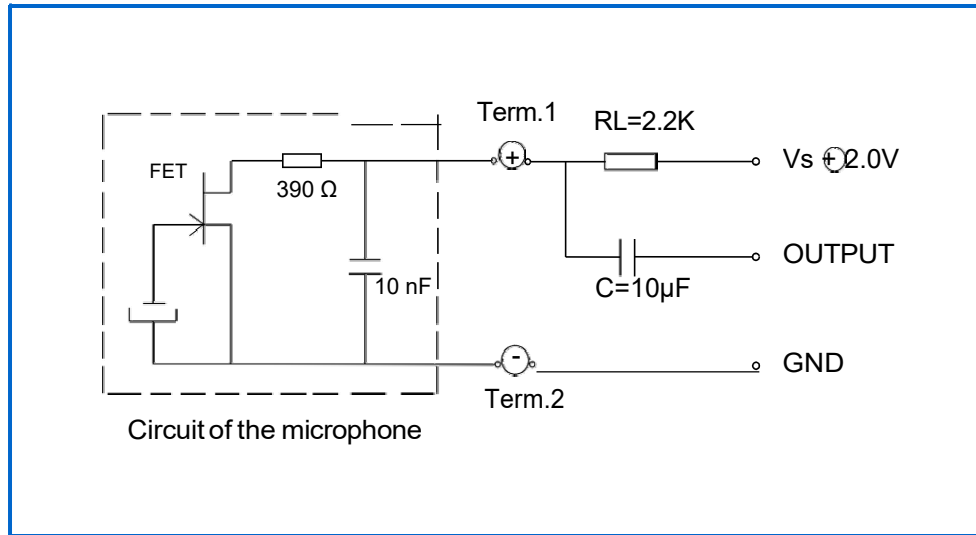 Term.1
RL=2.2K
FET
+
Vs + 2.0V
390 Ω
OUTPUT
10 nF
C=10µF
-
GND
Term.2
Circuit of the microphone